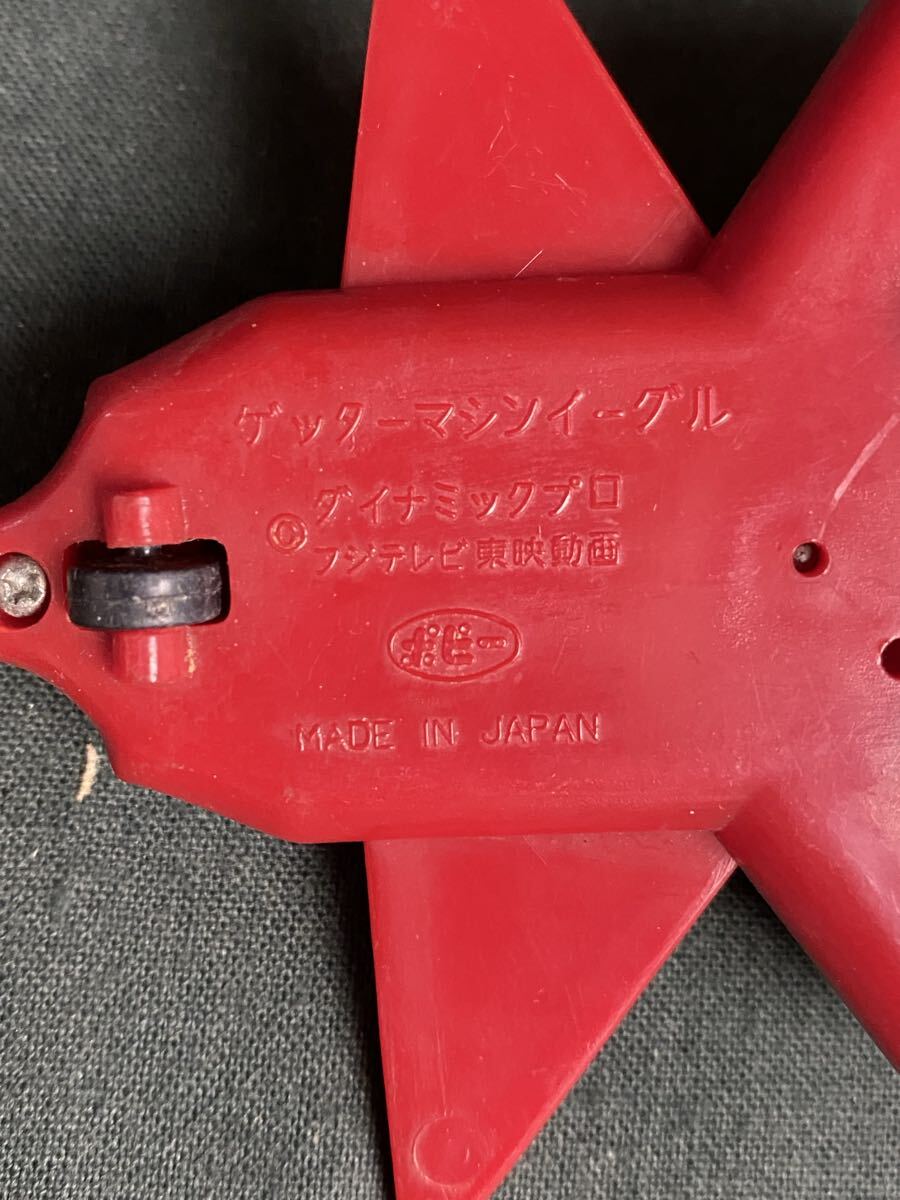 ゲッターマシンイーグル
©ダイナミックプロ
フジテレビ 東映動画
ポピー
MADE IN JAPAN